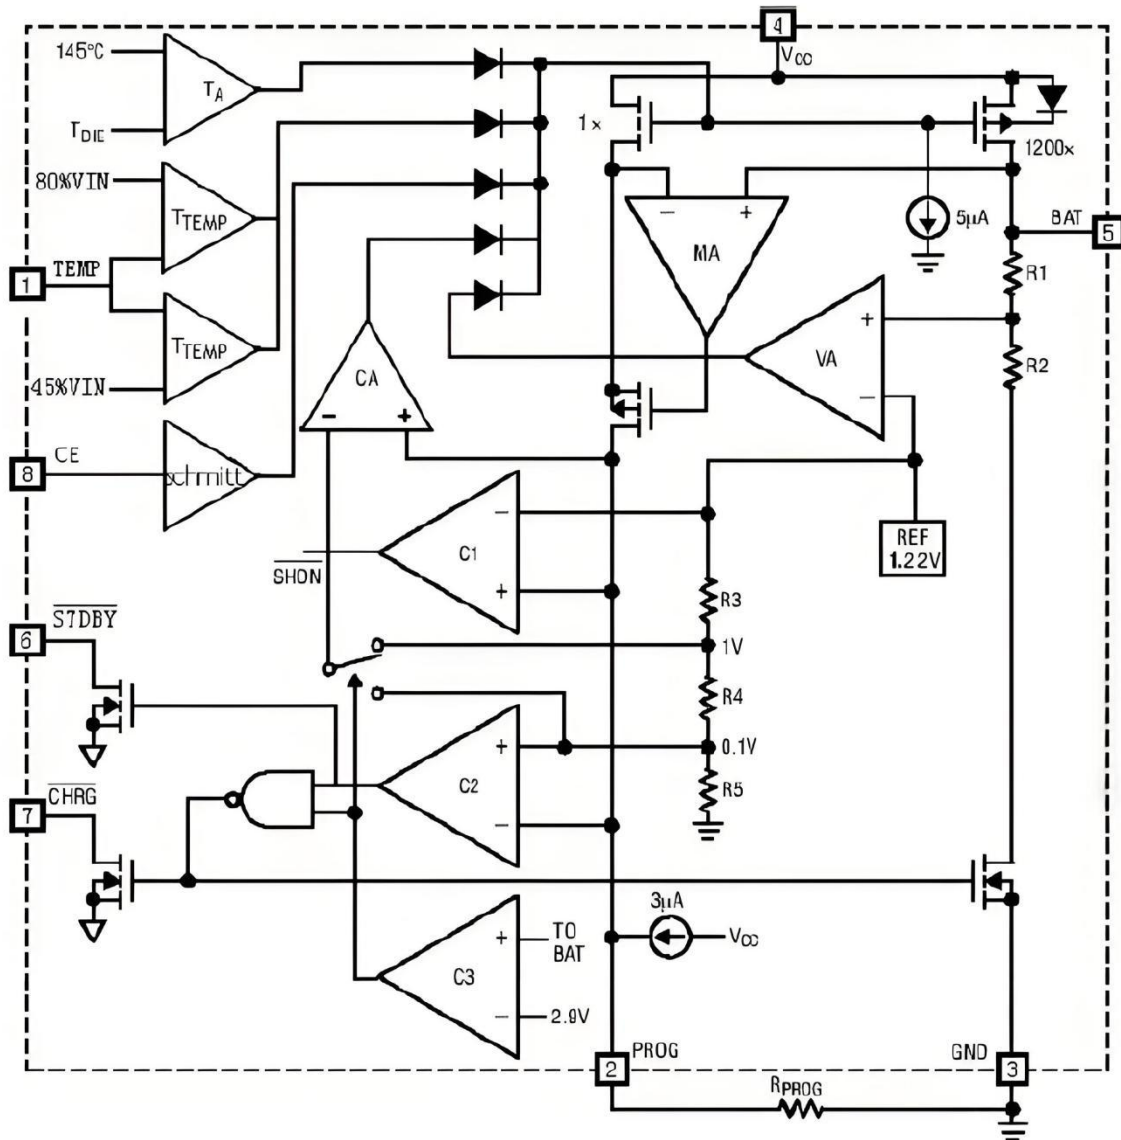 4
VCC
145°C
TA
TDIE
1×
1200×
80%VIN
TTEMP
− +
MA
5µA
BAT
5
TEMP
1
R1
TTEMP
+
VA
−
R2
45%VIN
CA
− +
CE
8
schmitt
−
C1
+
SHDN
REF
1.22V
R3
STDBY
6
1V
R4
+
C2
−
0.1V
R5
CHRG
7
3µA
VCC
+
TO
BAT
C3
−
2.9V
PROG
2
GND
3
RPROG